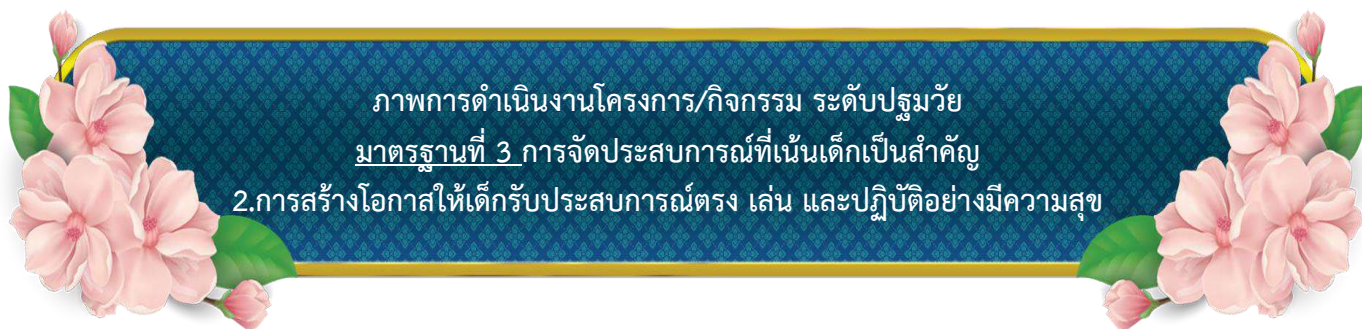 ภาพการดำเนินงานโครงการ/กิจกรรม ระดับปฐมวัย
มาตรฐานที่ 3 การจัดประสบการณ์ที่เน้นเด็กเป็นสำคัญ
2.การสร้างโอกาสให้เด็กรับประสบการณ์ตรง เล่น และปฏิบัติอย่างมีความสุข